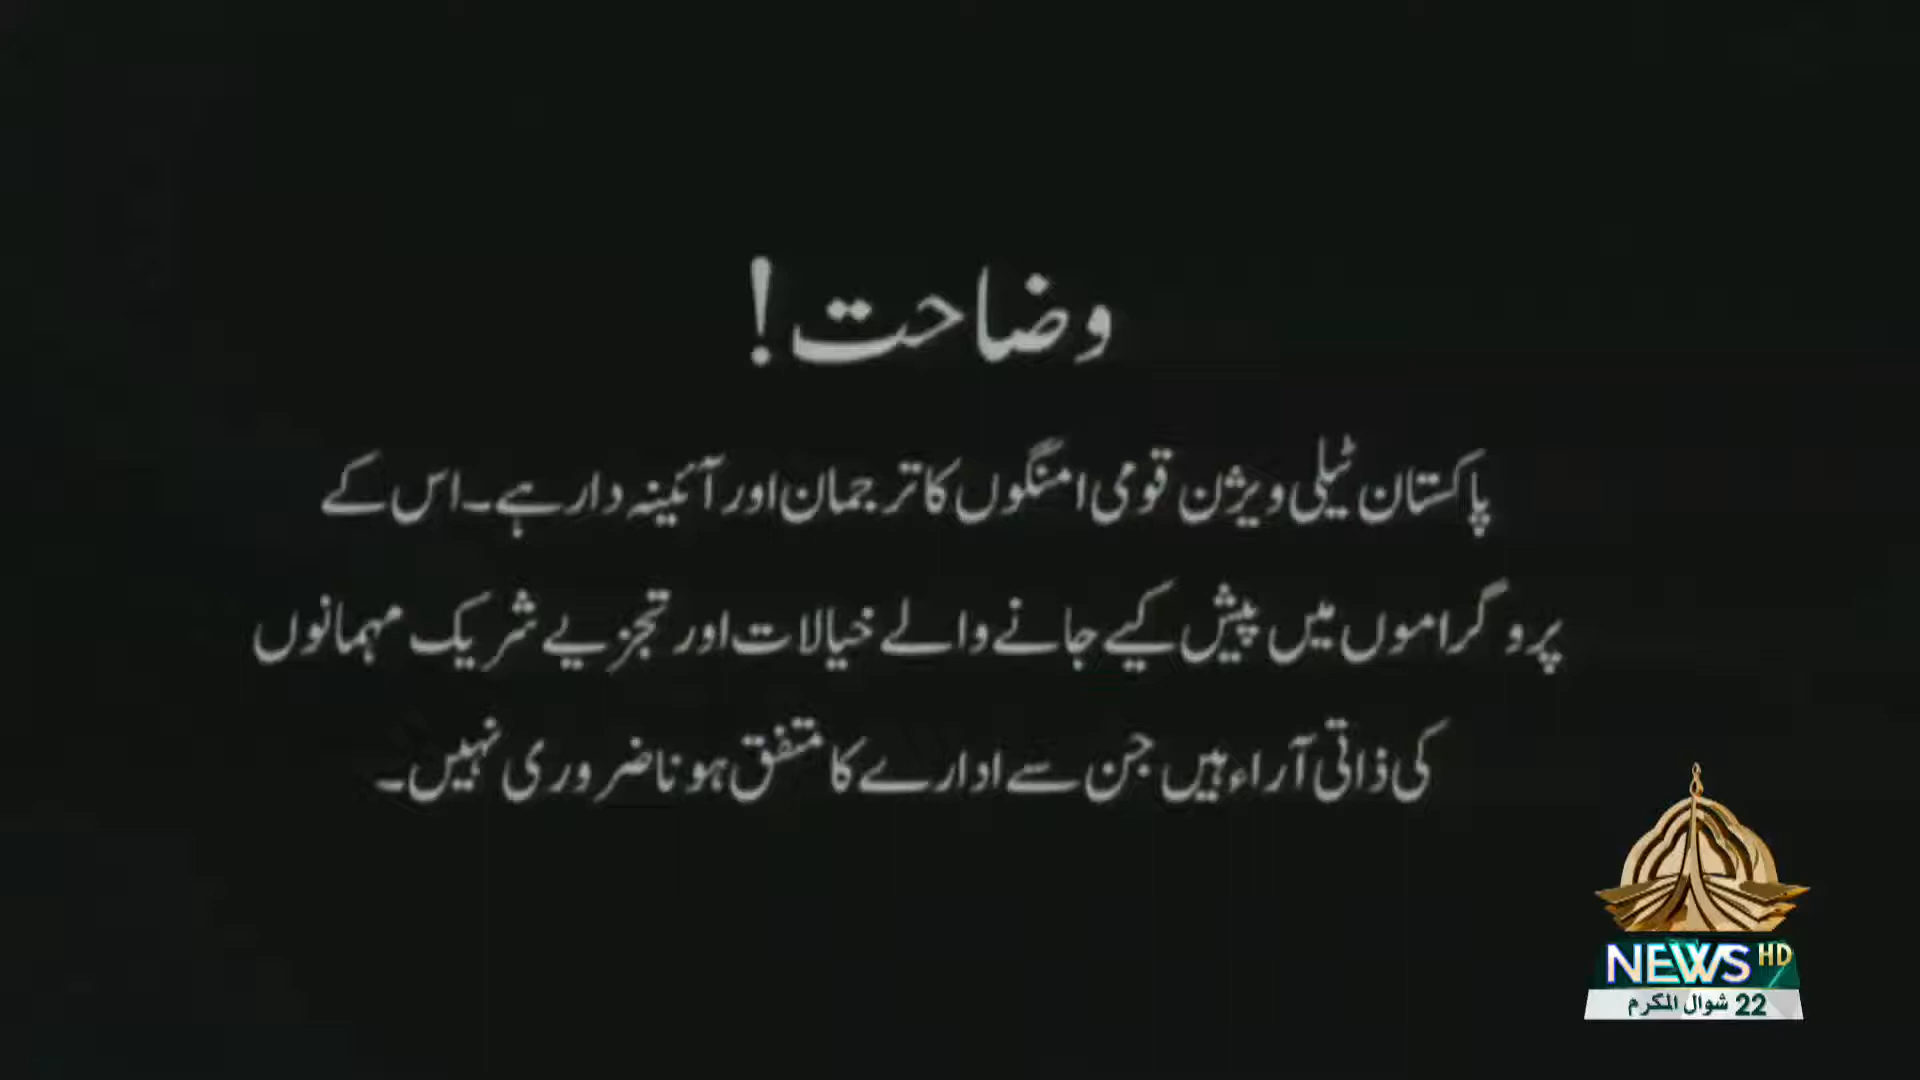 وضاحت!
پاکستان ٹیلی ویژن قومی امنگوں کا ترجمان اور آئینہ دار ہے۔ اس کے
پروگراموں میں پیش کیے جانے والے خیالات اور تجزیے شریک مہمانوں
کی ذاتی آراء ہیں جن سے ادارے کا متفق ہونا ضروری نہیں۔
NEWS HD
22 شوال المکرم